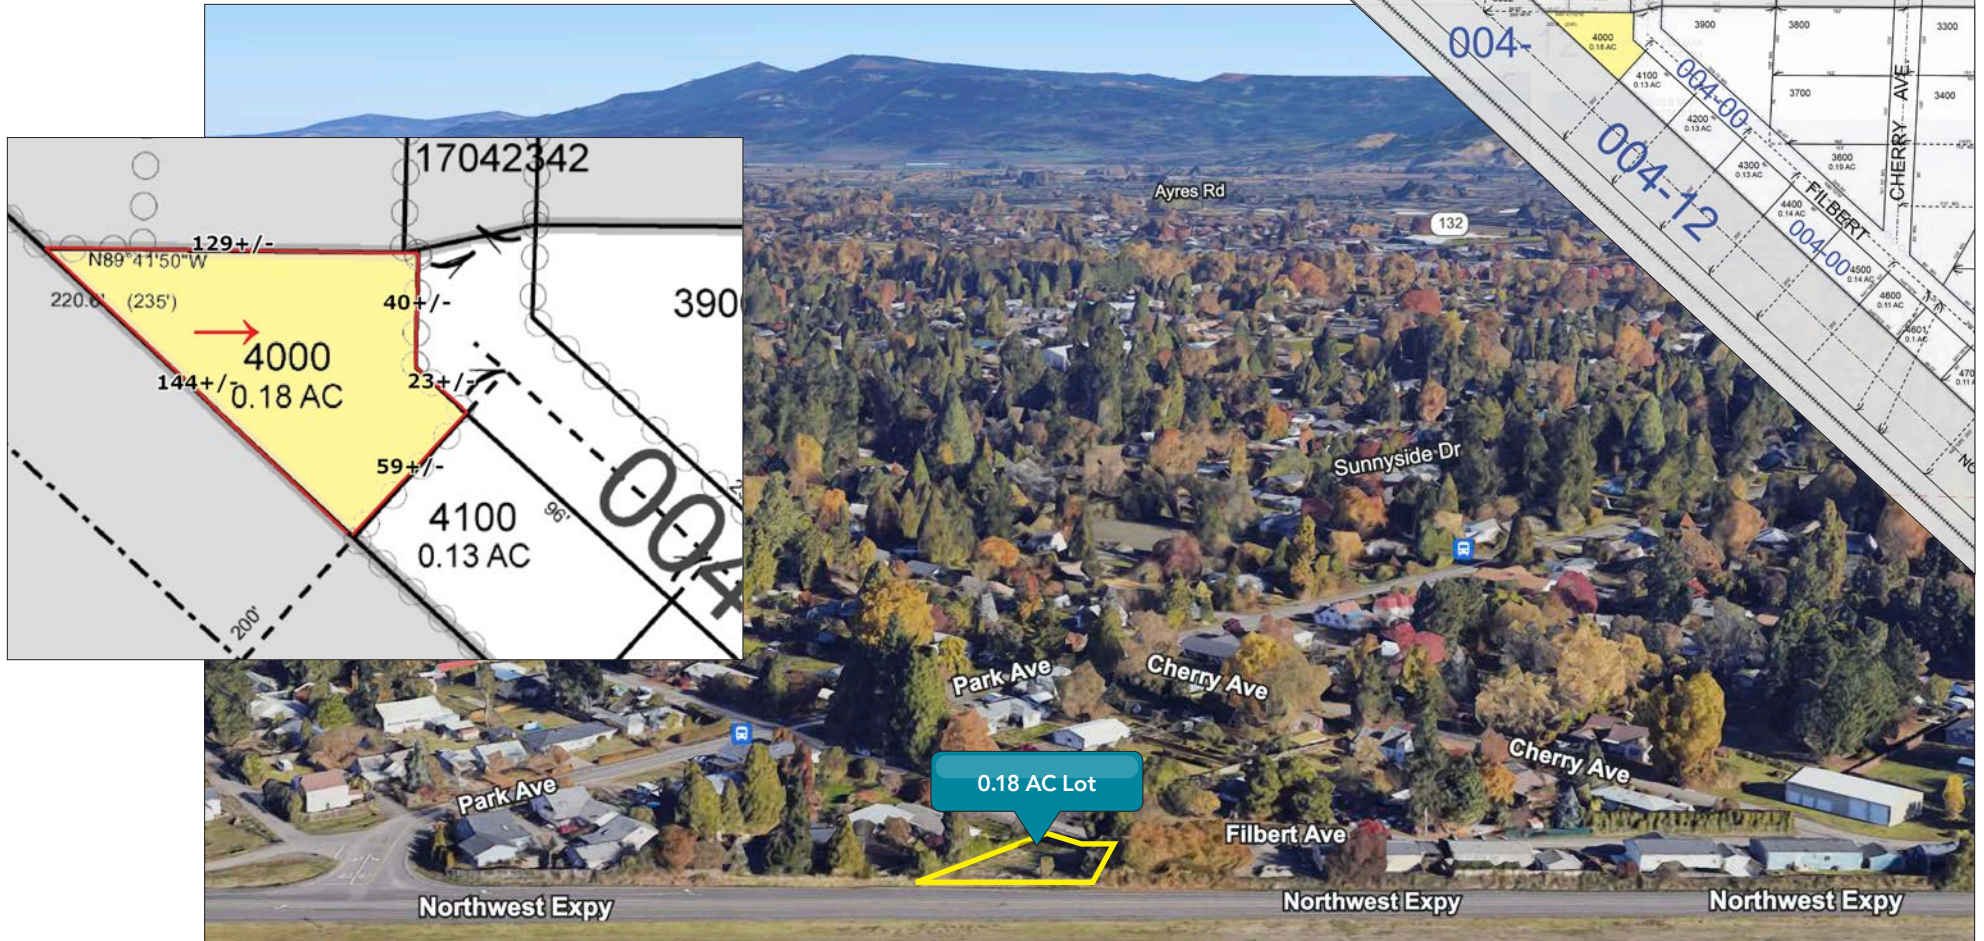 17042342
129+/-
N89°41'50"W
220.6' (235')
40+/-
390
4000
0.18 AC
144+/-
23+/-
59+/-
4100
0.13 AC
96'
004
200'
004-12
4000
0.18 AC
3900
3800
3300
4100
0.13 AC
004-00
3700
CHERRY AVE
3400
4200
0.13 AC
004-12
4300
0.13 AC
3600
0.19 AC
4400
0.14 AC
FILBERT
004-00
4500
0.14 AC
4600
0.11 AC
4601
0.1 AC
470
0.11 A
NO
Ayres Rd
132
Sunnyside Dr
Park Ave
Cherry Ave
Cherry Ave
Park Ave
0.18 AC Lot
Filbert Ave
Northwest Expy
Northwest Expy
Northwest Expy